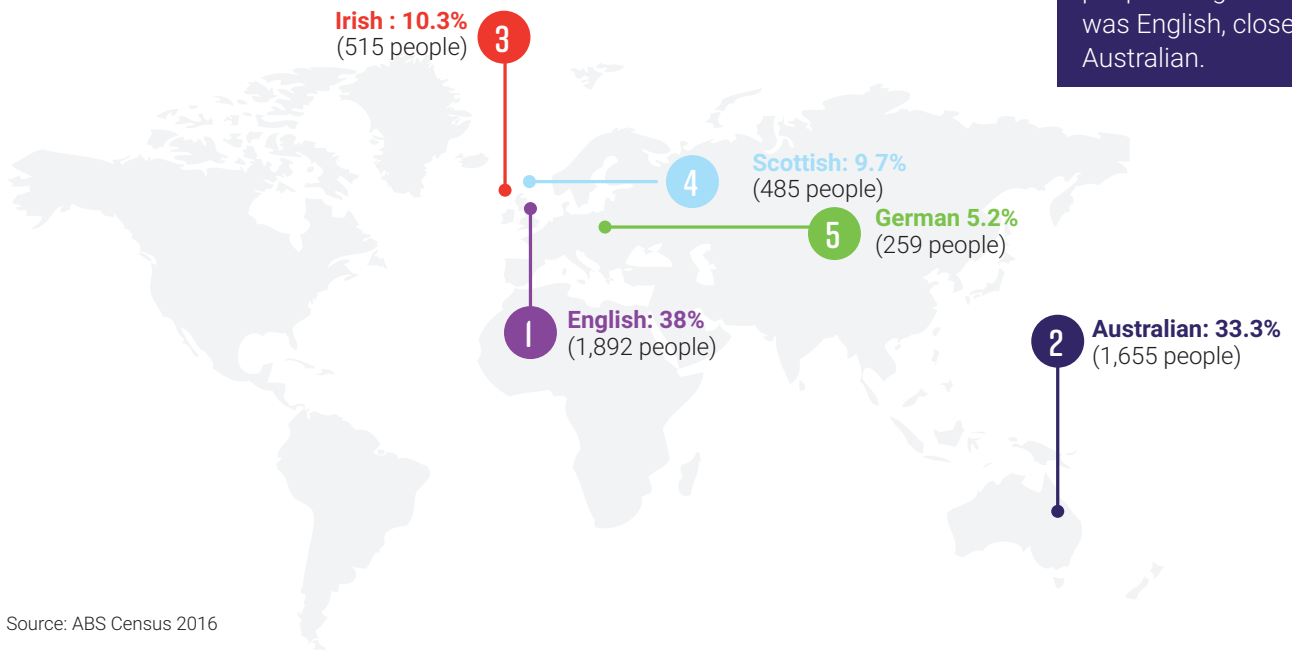 was English, close
Australian.
Irish : 10.3%
(515 people)
3
Scottish: 9.7%
(485 people)
4
German 5.2%
(259 people)
5
English: 38%
(1,892 people)
1
Australian: 33.3%
(1,655 people)
2
Source: ABS Census 2016